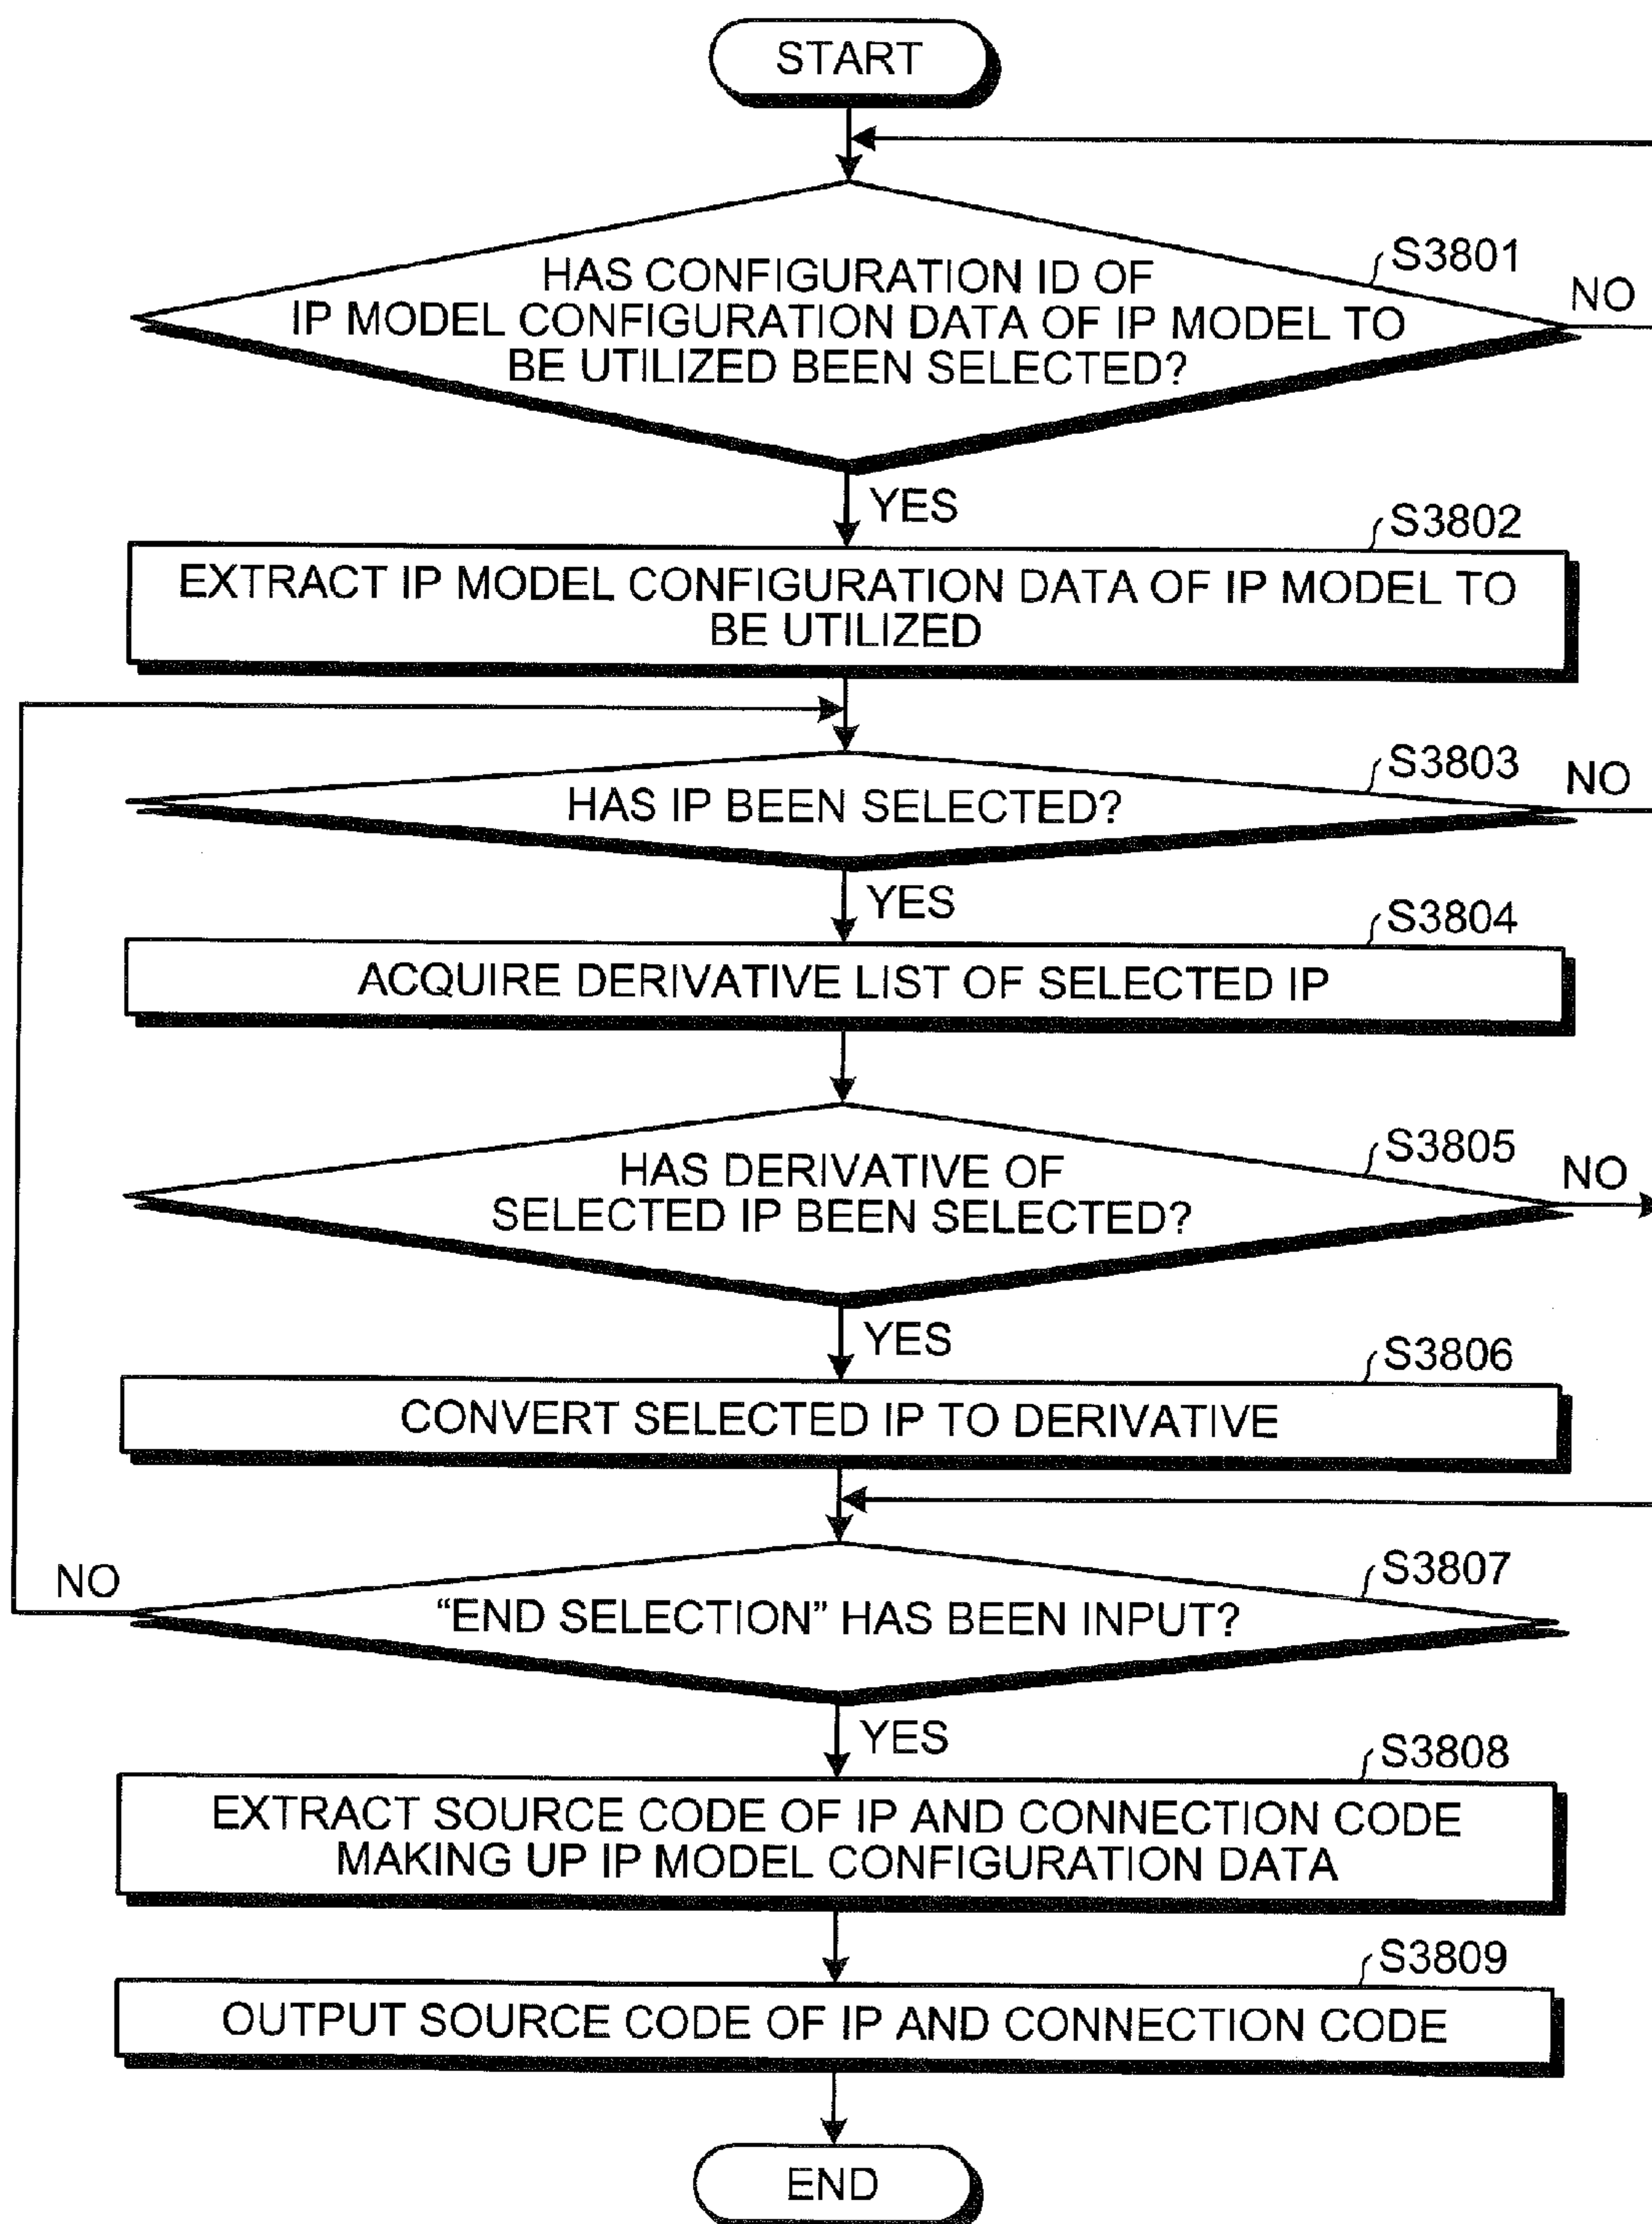 START
S3801
NO
HAS CONFIGURATION ID OF
IP MODEL CONFIGURATION DATA OF IP MODEL TO
BE UTILIZED BEEN SELECTED?
YES
S3802
EXTRACT IP MODEL CONFIGURATION DATA OF IP MODEL TO
BE UTILIZED
S3803
NO
HAS IP BEEN SELECTED?
YES
S3804
ACQUIRE DERIVATIVE LIST OF SELECTED IP
S3805
NO
HAS DERIVATIVE OF
SELECTED IP BEEN SELECTED?
YES
S3806
CONVERT SELECTED IP TO DERIVATIVE
S3807
NO
“END SELECTION” HAS BEEN INPUT?
YES
S3808
EXTRACT SOURCE CODE OF IP AND CONNECTION CODE
MAKING UP IP MODEL CONFIGURATION DATA
S3809
OUTPUT SOURCE CODE OF IP AND CONNECTION CODE
END